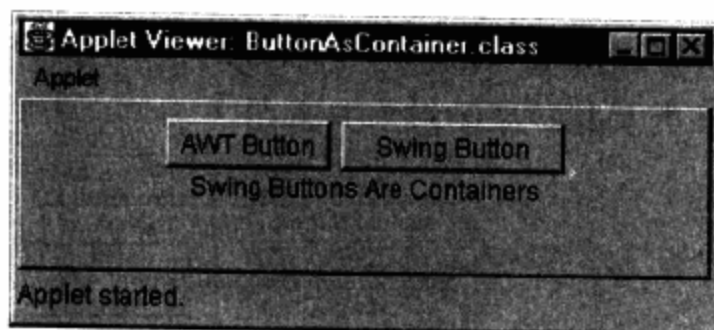 Applet Viewer: ButtonAsContainer.class
Applet
AWT Button Swing Button
Swing Buttons Are Containers
Applet started.